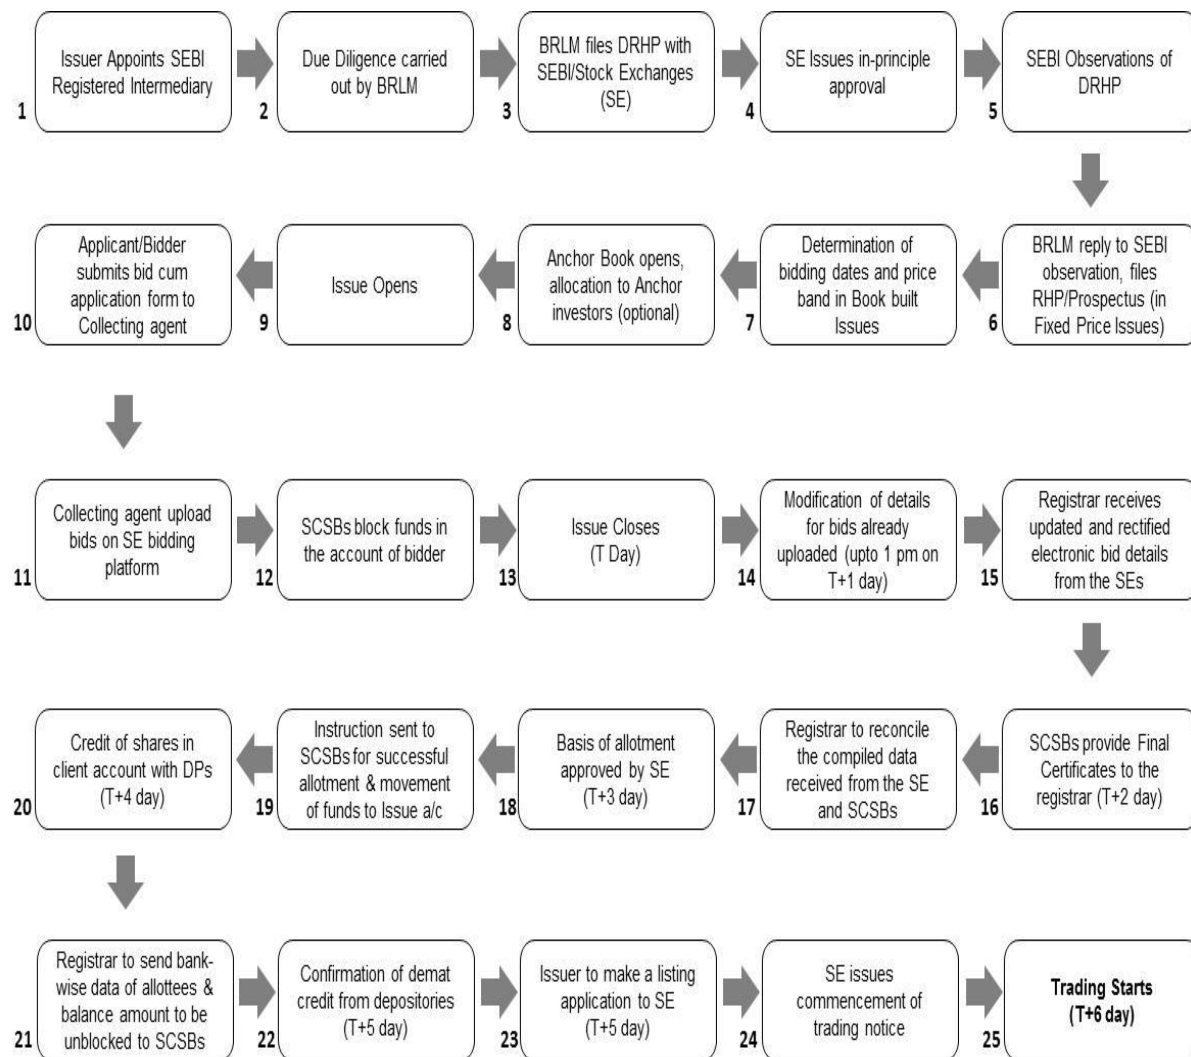 Issuer Appoints SEBI
Registered Intermediary
1
Due Diligence carried
out by BRLM
2
BRLM files DRHP with
SEBI/Stock Exchanges
(SE)
3
SE Issues in-principle
approval
4
SEBI Observations of
DRHP
5
BRLM reply to SEBI
observation, files
RHP/Prospectus (in
Fixed Price Issues)
6
Determination of
bidding dates and price
band in Book built
Issues
7
Anchor Book opens,
allocation to Anchor
investors (optional)
8
Issue Opens
9
Applicant/Bidder
submits bid cum
application form to
Collecting agent
10
Collecting agent upload
bids on SE bidding
platform
11
SCSBs block funds in
the account of bidder
12
Issue Closes
(T Day)
13
Modification of details
for bids already
uploaded (upto 1 pm on
T+1 day)
14
Registrar receives
updated and rectified
electronic bid details
from the SEs
15
SCSBs provide Final
Certificates to the
registrar (T+2 day)
16
Registrar to reconcile
the compiled data
received from the SE
and SCSBs
17
Basis of allotment
approved by SE
(T+3 day)
18
Instruction sent to
SCSBs for successful
allotment & movement
of funds to Issue a/c
19
Credit of shares in
client account with DPs
(T+4 day)
20
Registrar to send bank-
wise data of allottees &
balance amount to be
unblocked to SCSBs
21
Confirmation of demat
credit from depositories
(T+5 day)
22
Issuer to make a listing
application to SE
(T+5 day)
23
SE issues
commencement of
trading notice
24
Trading Starts
(T+6 day)
25